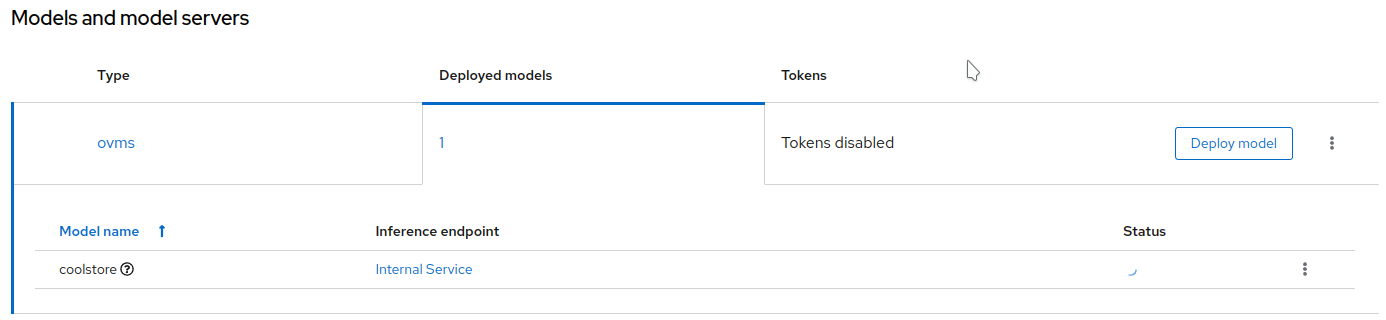 Models and model servers
Type Deployed models Tokens
ovms 1 Tokens disabled Deploy model
Model name Inference endpoint Status
coolstore Internal Service